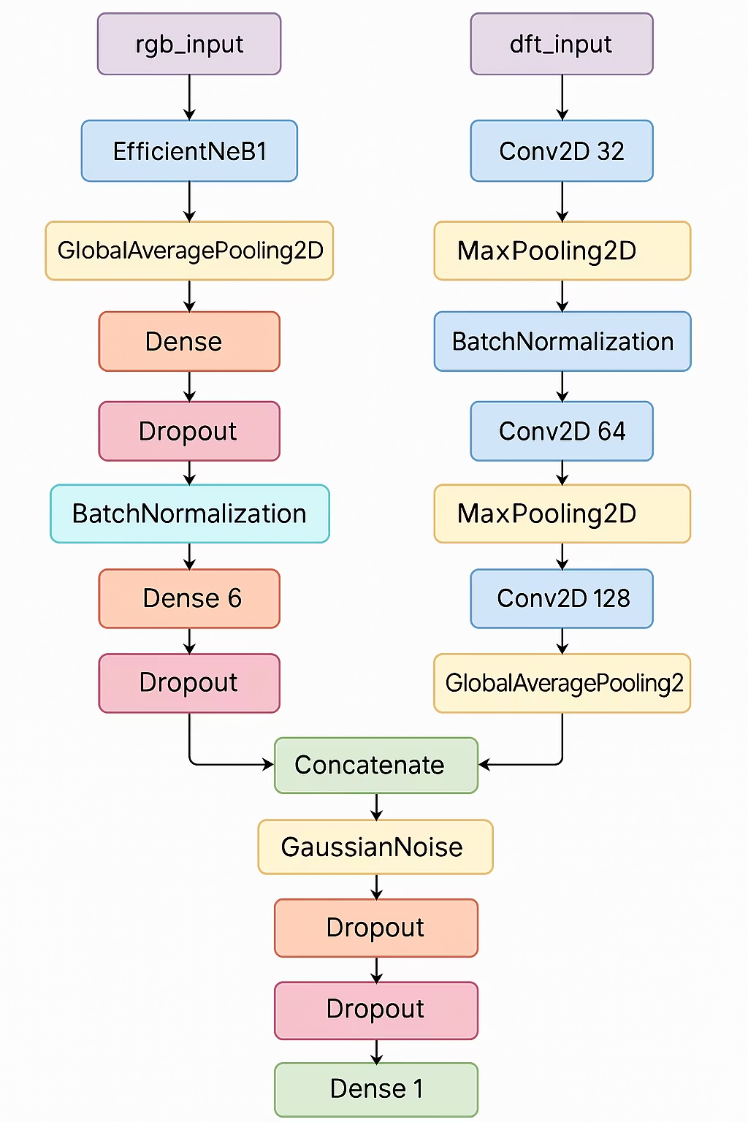 rgb_input
EfficientNeB1
GlobalAveragePooling2D
Dense
Dropout
BatchNormalization
Dense 6
Dropout
dft_input
Conv2D 32
MaxPooling2D
BatchNormalization
Conv2D 64
MaxPooling2D
Conv2D 128
GlobalAveragePooling2
Concatenate
GaussianNoise
Dropout
Dropout
Dense 1